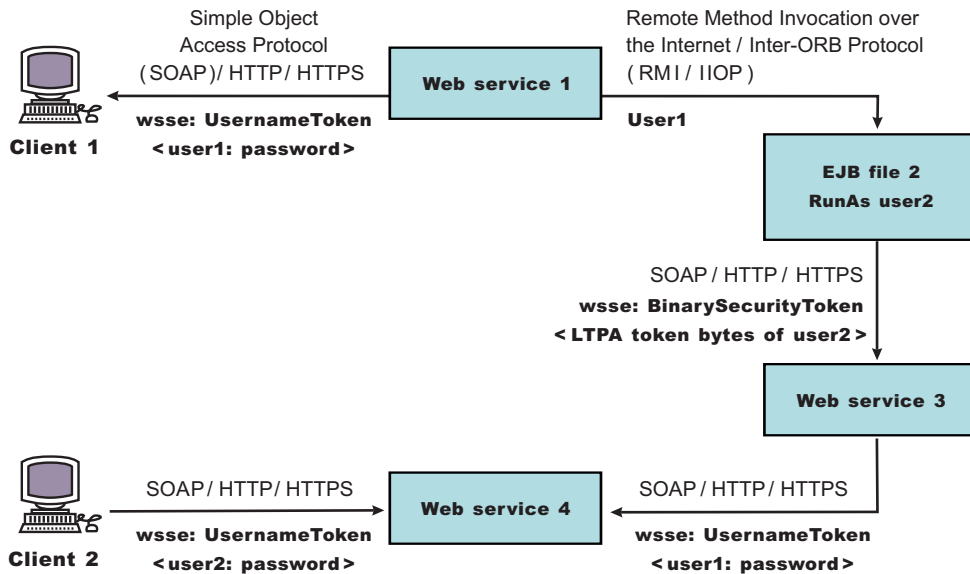 Simple Object
Access Protocol
(SOAP)/ HTTP/ HTTPS
wsse: UsernameToken
<user1: password>
Client 1
Web service 1
Remote Method Invocation over
the Internet / Inter-ORB Protocol
(RMI / IIOP)
User1
EJB file 2
RunAs user2
SOAP / HTTP / HTTPS
wsse: BinarySecurityToken
<LTPA token bytes of user2>
Web service 3
SOAP / HTTP / HTTPS
wsse: UsernameToken
<user2: password>
Client 2
Web service 4
SOAP / HTTP / HTTPS
wsse: UsernameToken
<user1: password>